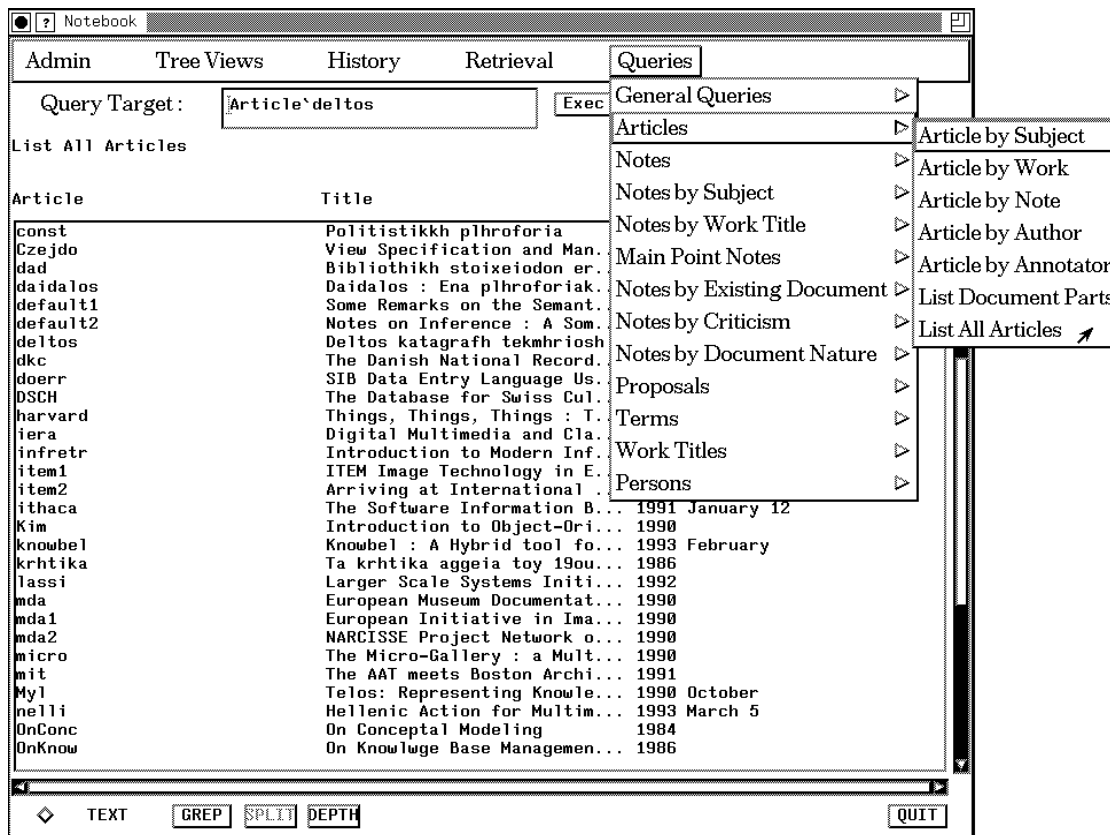 ? Notebook
Admin Tree Views History Retrieval Queries
Query Target : Article`deltos Exec
List All Articles
Article Title
General Queries
Articles
Notes
Notes by Subject
Notes by Work Title
Main Point Notes
Notes by Existing Document
Notes by Criticism
Notes by Document Nature
Proposals
Terms
Work Titles
Persons
Article by Subject
Article by Work
Article by Note
Article by Author
Article by Annotator
List Document Parts
List All Articles
const Politistikkh plhroforia
Czejdo View Specification and Man..
dad Bibliothikh stoixeiodon er..
daidalos Daidalos : Ena plhroforiak..
default1 Some Remarks on the Semant..
default2 Notes on Inference : A Som..
deltos Deltos katagrafh tekmhriosh
dkc The Danish National Record..
doerr SIB Data Entry Language Us..
DSCH The Database for Swiss Cul..
harvard Things, Things, Things : T..
iera Digital Multimedia and Cla..
infretr Introduction to Modern Inf..
item1 ITEM Image Technology in E..
item2 Arriving at International ..
ithaca The Software Information B... 1991 January 12
Kim Introduction to Object-Ori... 1990
knowbel Knowbel : A Hybrid tool fo... 1993 February
krhtika Ta krhtika aggeia toy 19ou... 1986
lassi Larger Scale Systems Initi... 1992
mda European Museum Documentat... 1990
mda1 European Initiative in Ima... 1990
mda2 NARCISSE Project Network o... 1990
micro The Micro-Gallery : a Mult... 1990
mit The AAT meets Boston Archi... 1991
Myl Telos: Representing Knowle... 1990 October
nelli Hellenic Action for Multim... 1993 March 5
OnConc On Conceptal Modeling 1984
OnKnow On Knowlwge Base Managemen... 1986
TEXT GREP SPLIT DEPTH QUIT